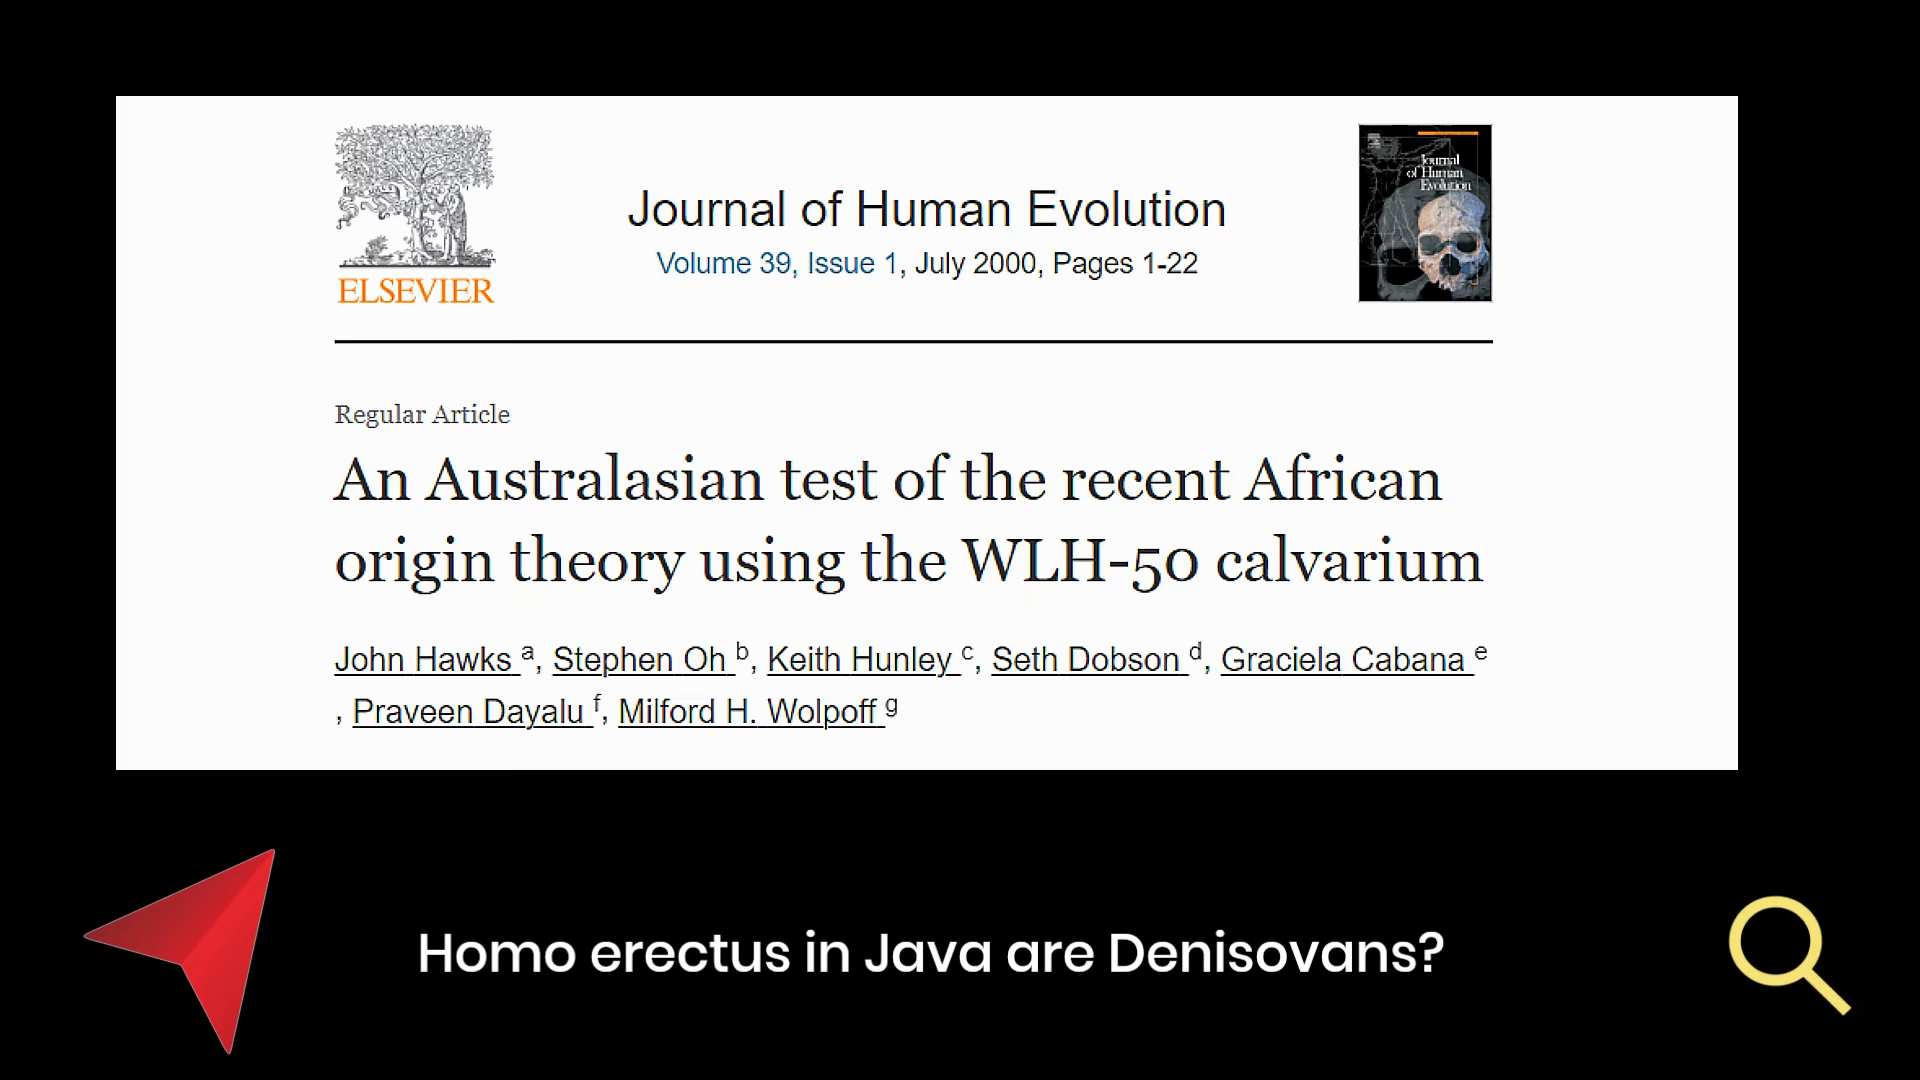 ELSEVIER
Journal of Human Evolution
Volume 39, Issue 1, July 2000, Pages 1-22
Journal
of Human
Evolution
Regular Article
An Australasian test of the recent African
origin theory using the WLH-50 calvarium
John Hawks a, Stephen Oh b, Keith Hunley c, Seth Dobson d, Graciela Cabana e
, Praveen Dayalu f, Milford H. Wolpoff g
Homo erectus in Java are Denisovans?